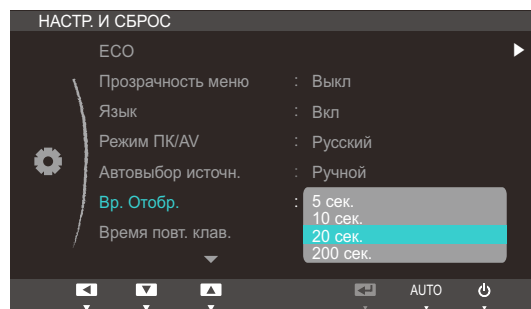 НАСТР. И СБРОС
ECO
Прозрачность меню : Выкл
Язык : Вкл
Режим ПК/AV : Русский
Автовыбор источн. : Ручной
Вр. Отобр. : 5 сек.
10 сек.
20 сек.
200 сек.
Время повт. клав.
AUTO